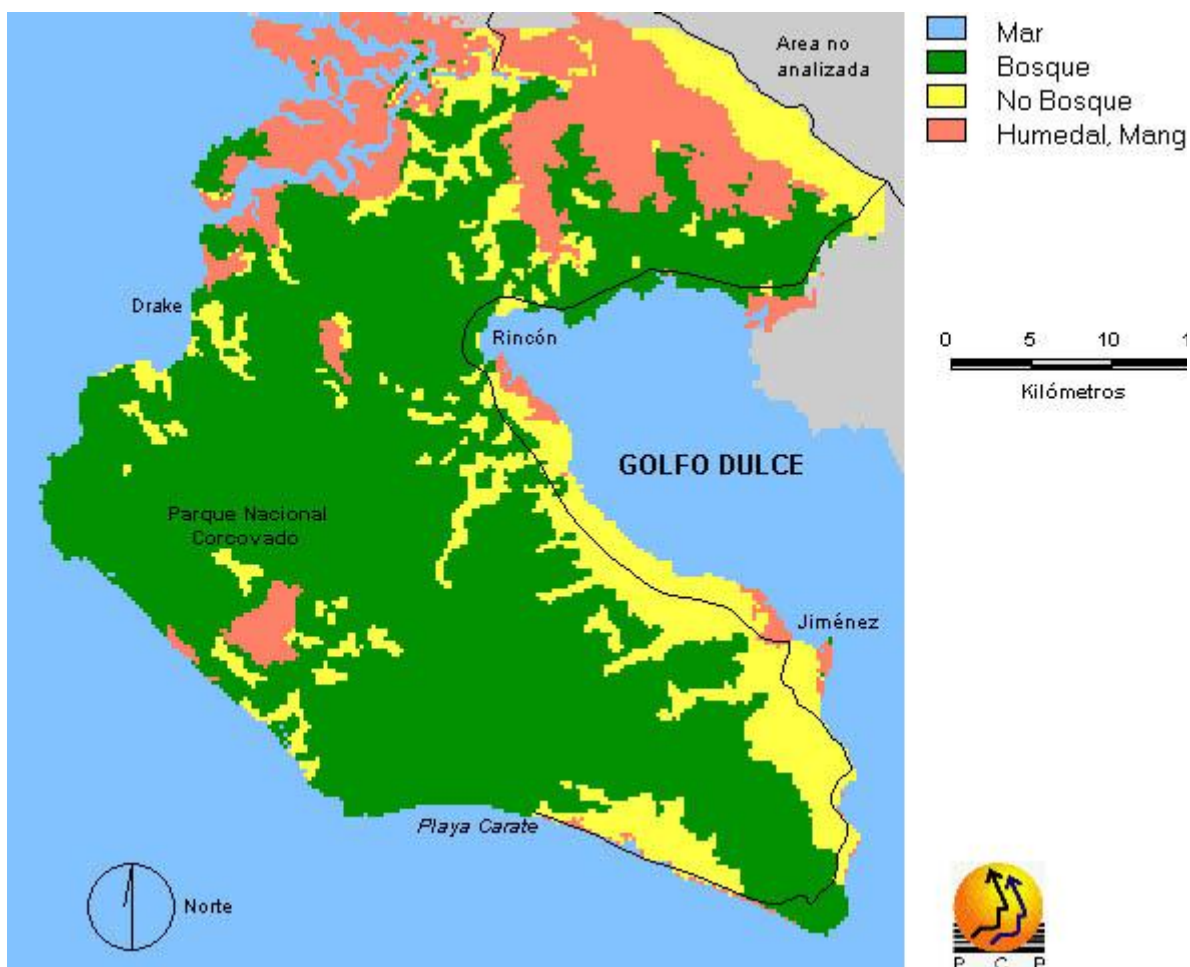 Area no
analizada
Mar
Bosque
No Bosque
Humedal, Mang
Drake
Rincón
0 5 10 1
Kilómetros
GOLFO DULCE
Parque Nacional
Corcovado
Jiménez
Playa Carate
Norte
P C P